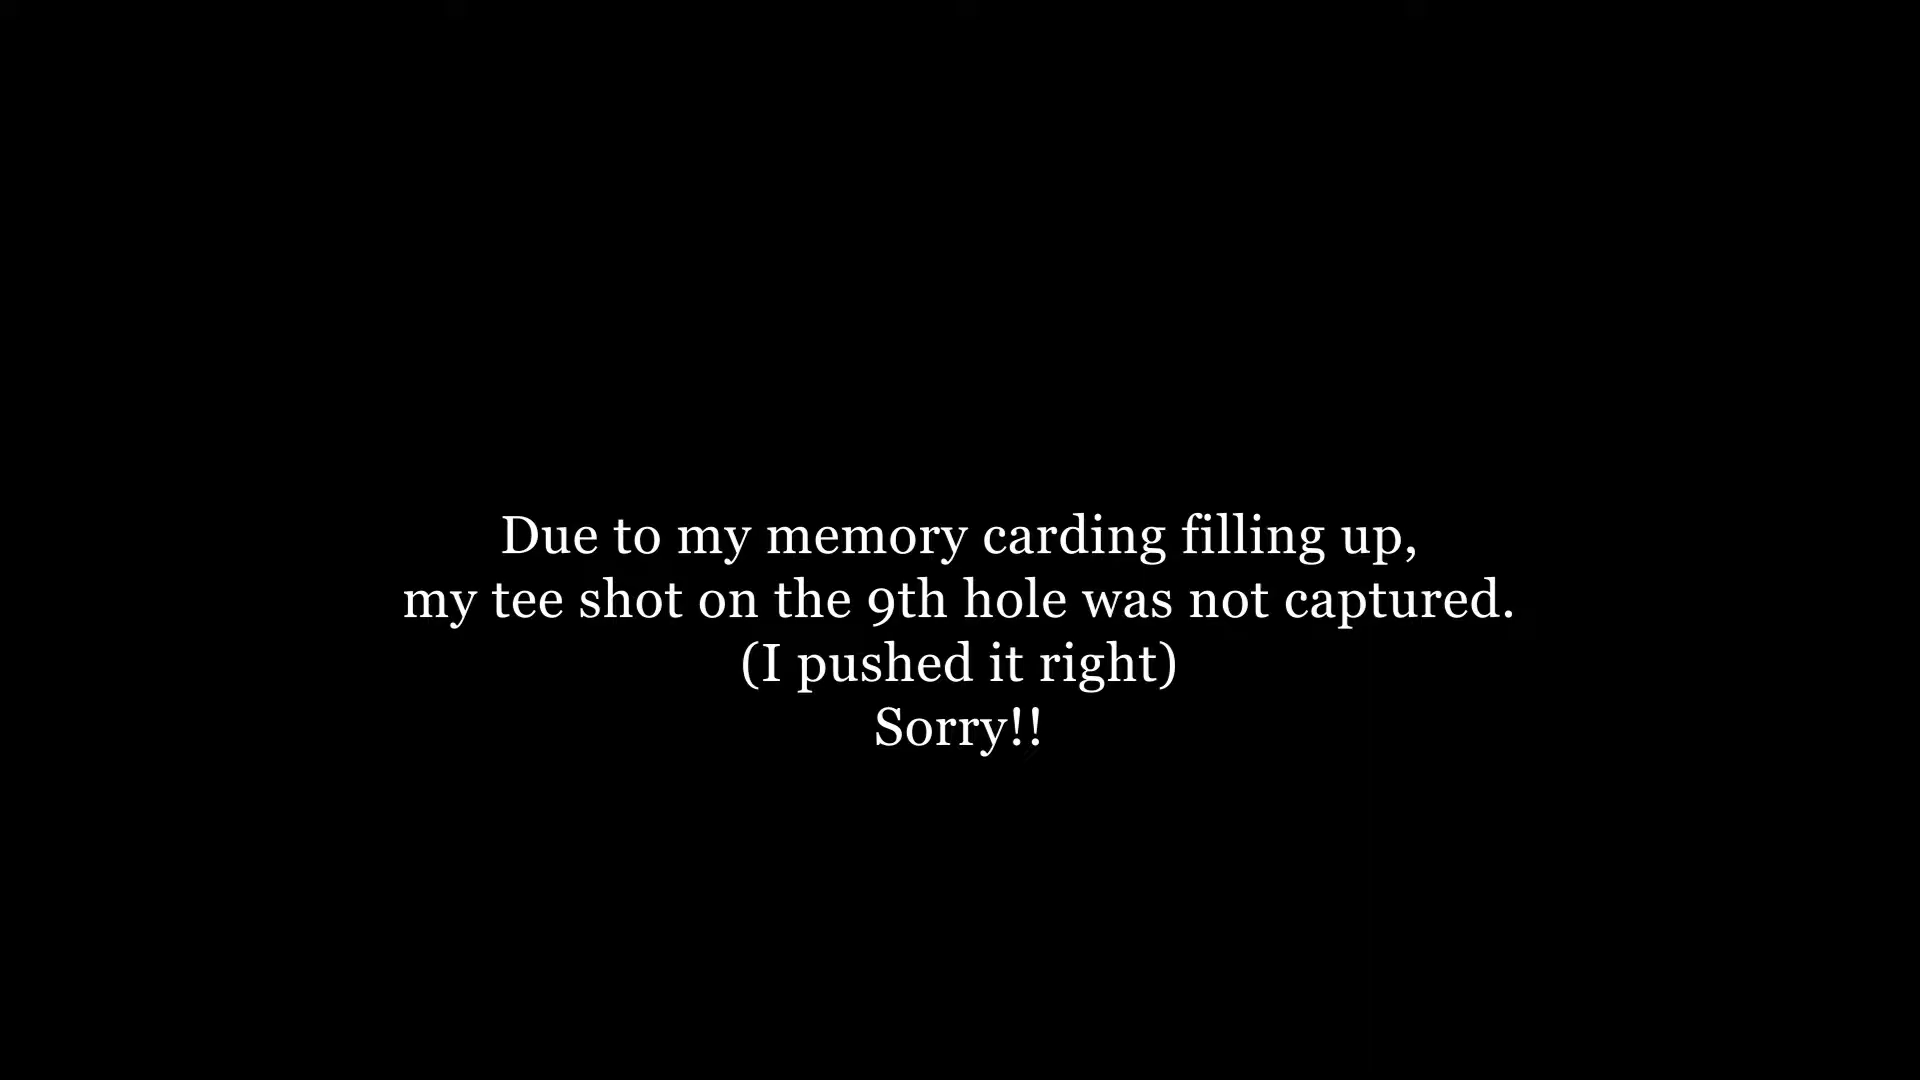 Due to my memory carding filling up,
my tee shot on the 9th hole was not captured.
(I pushed it right)
Sorry!!